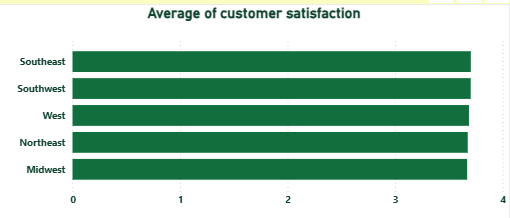 Average of customer satisfaction
Southeast
Southwest
West
Northeast
Midwest
0 1 2 3 4